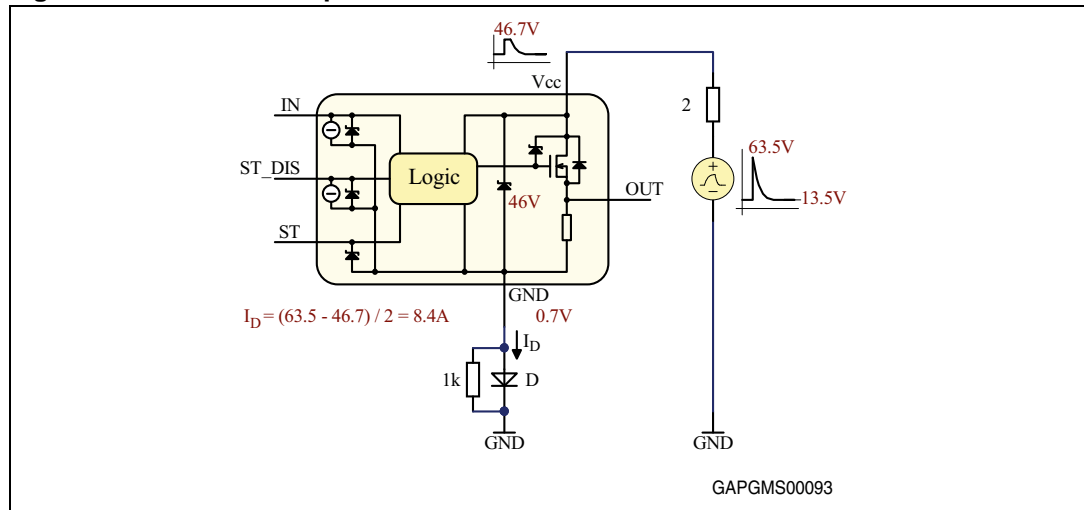 46.7V
Vcc
IN
2
63.5V
ST_DIS
Logic
OUT
46V
-13.5V
ST
GND
I_D = (63.5 - 46.7) / 2 = 8.4A
0.7V
I_D
1k
D
GND
GND
GAPGMS00093